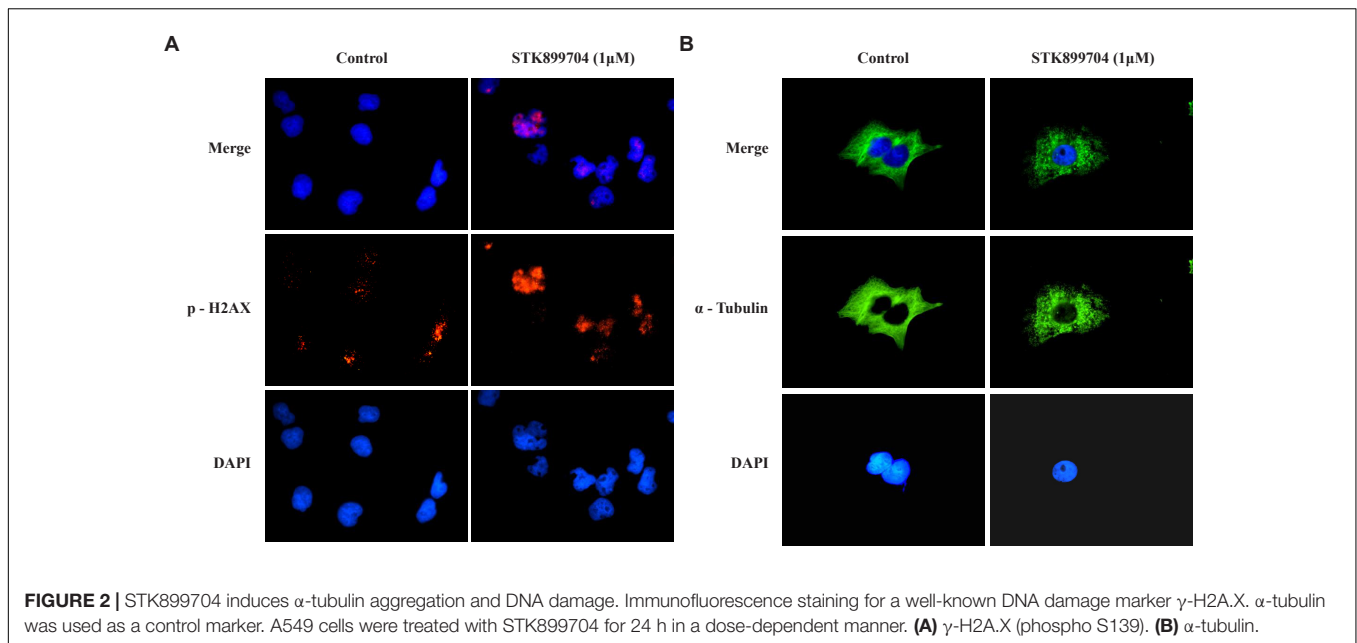 A
B
Control
STK899704 (1µM)
Control
STK899704 (1µM)
Merge
Merge
p - H2AX
α - Tubulin
DAPI
DAPI
FIGURE 2 | STK899704 induces α-tubulin aggregation and DNA damage. Immunofluorescence staining for a well-known DNA damage marker γ-H2A.X. α-tubulin
was used as a control marker. A549 cells were treated with STK899704 for 24 h in a dose-dependent manner. (A) γ-H2A.X (phospho S139). (B) α-tubulin.